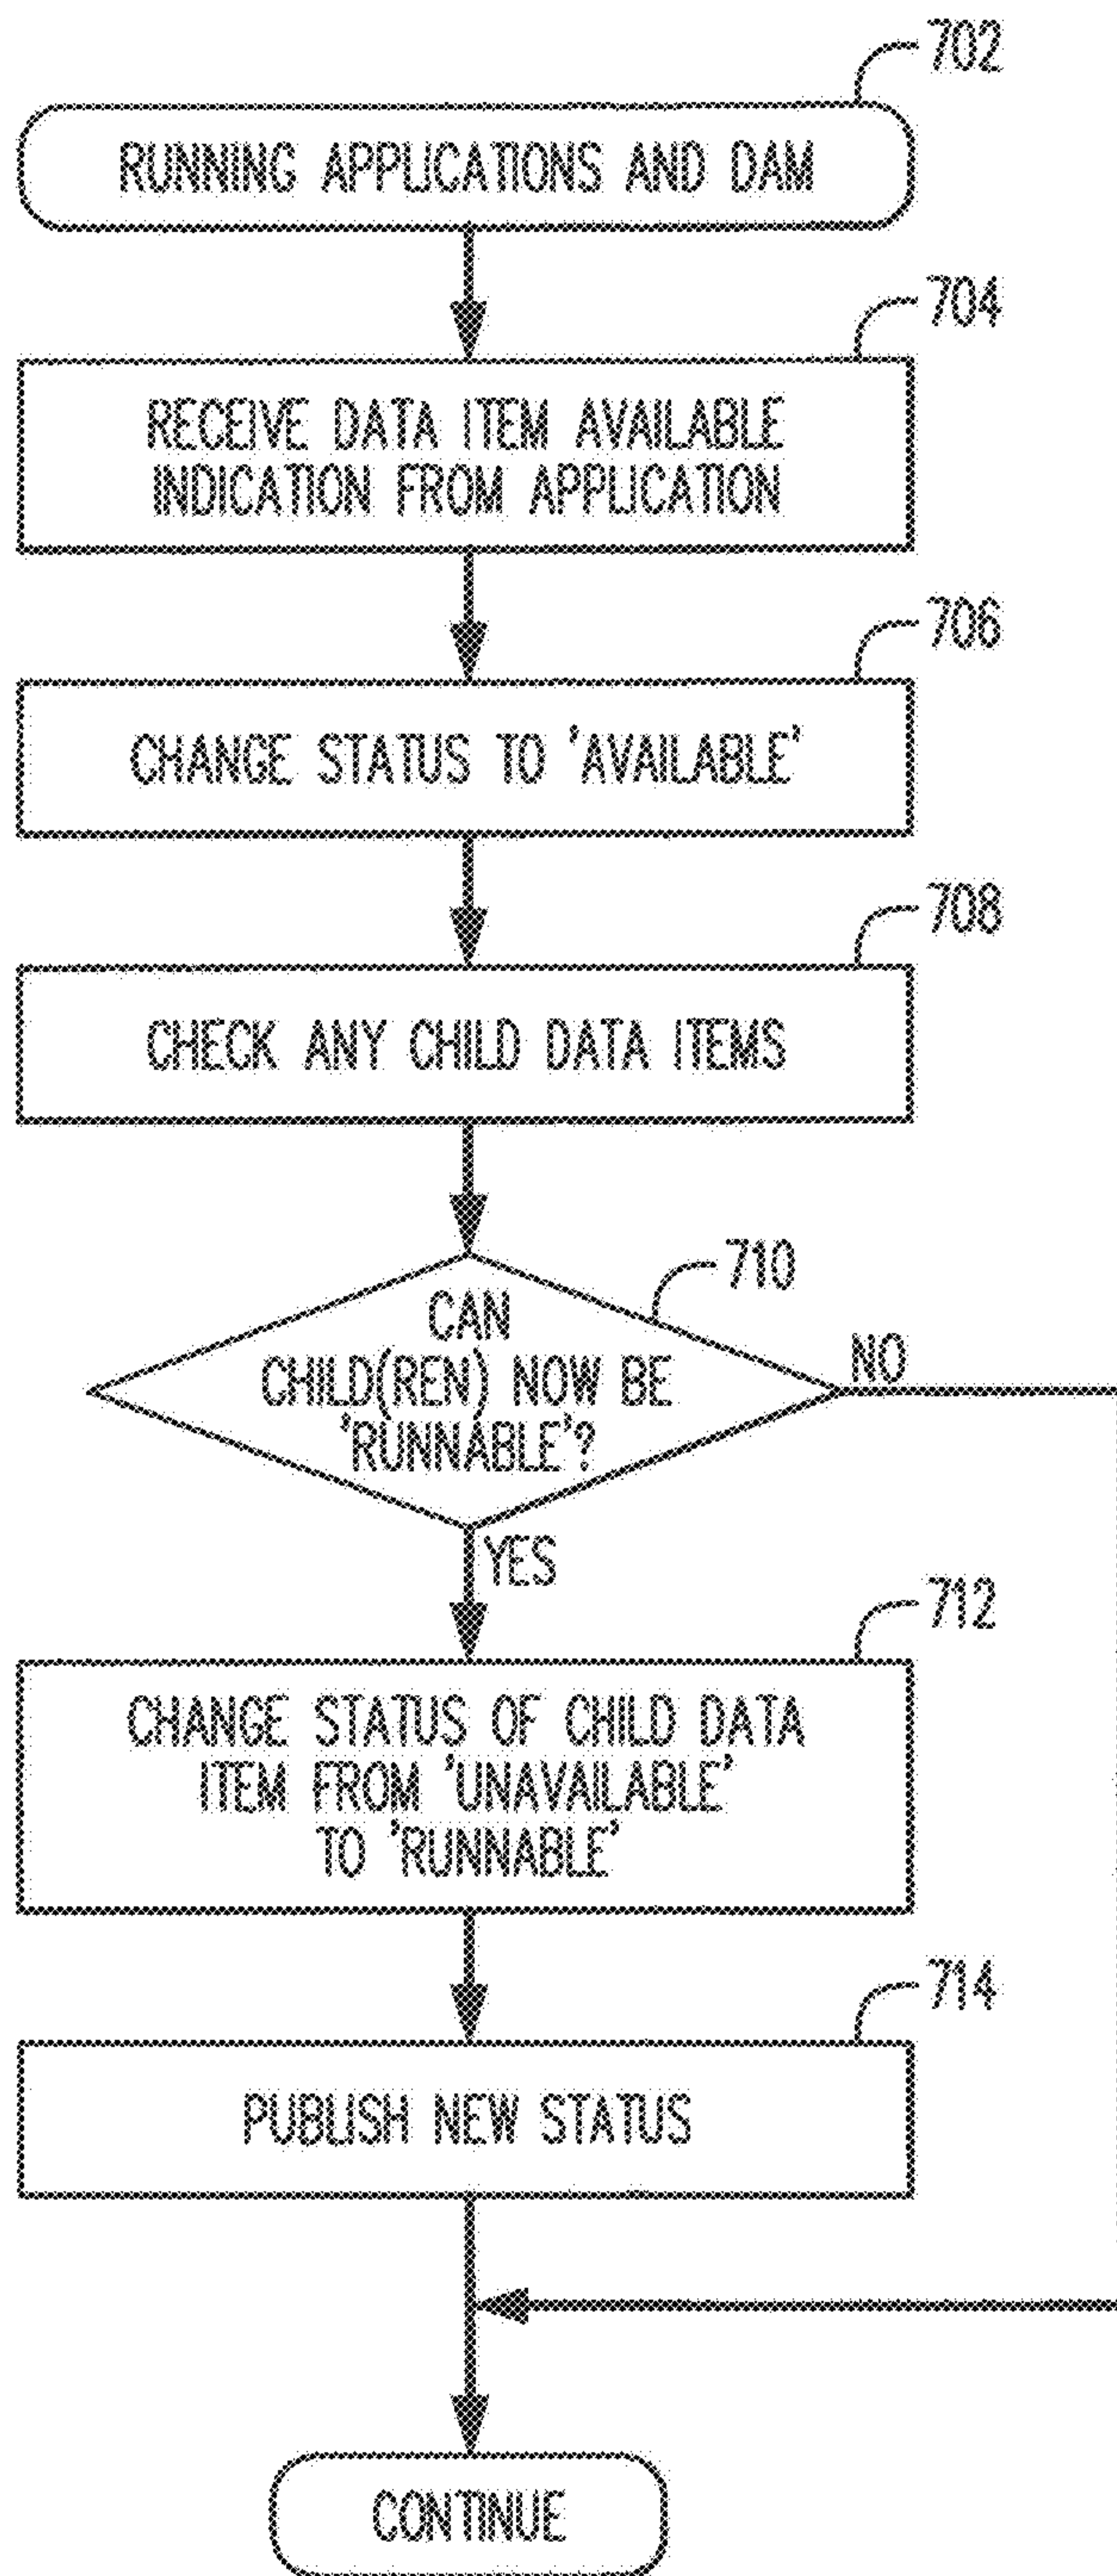 702
RUNNING APPLICATIONS AND DAM
704
RECEIVE DATA ITEM AVAILABLE
INDICATION FROM APPLICATION
706
CHANGE STATUS TO 'AVAILABLE'
708
CHECK ANY CHILD DATA ITEMS
710
CAN
CHILD(REN) NOW BE
'RUNNABLE'?
NO
YES
712
CHANGE STATUS OF CHILD DATA
ITEM FROM 'UNAVAILABLE'
TO 'RUNNABLE'
714
PUBLISH NEW STATUS
CONTINUE